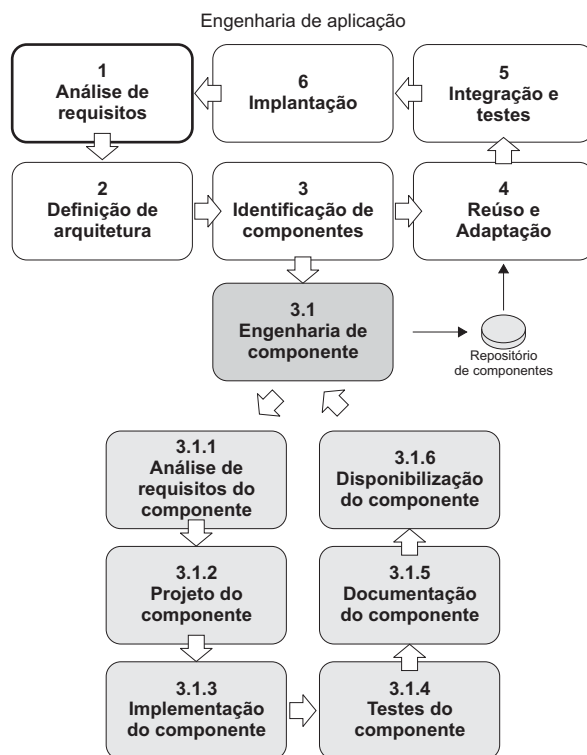 Engenharia de aplicação
1
Análise de
requisitos
6
Implantação
5
Integração e
testes
2
Definição de
arquitetura
3
Identificação de
componentes
4
Reúso e
Adaptação
3.1
Engenharia de
componente
Repositório
de componentes
3.1.1
Análise de
requisitos do
componente
3.1.6
Disponibilização
do componente
3.1.2
Projeto do
componente
3.1.5
Documentação
do componente
3.1.3
Implementação
do componente
3.1.4
Testes do
componente